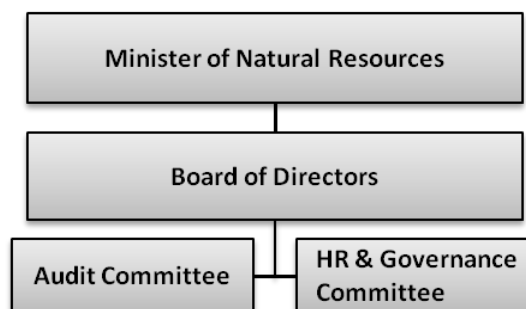 Minister of Natural Resources
Board of Directors
Audit Committee
HR & Governance
Committee